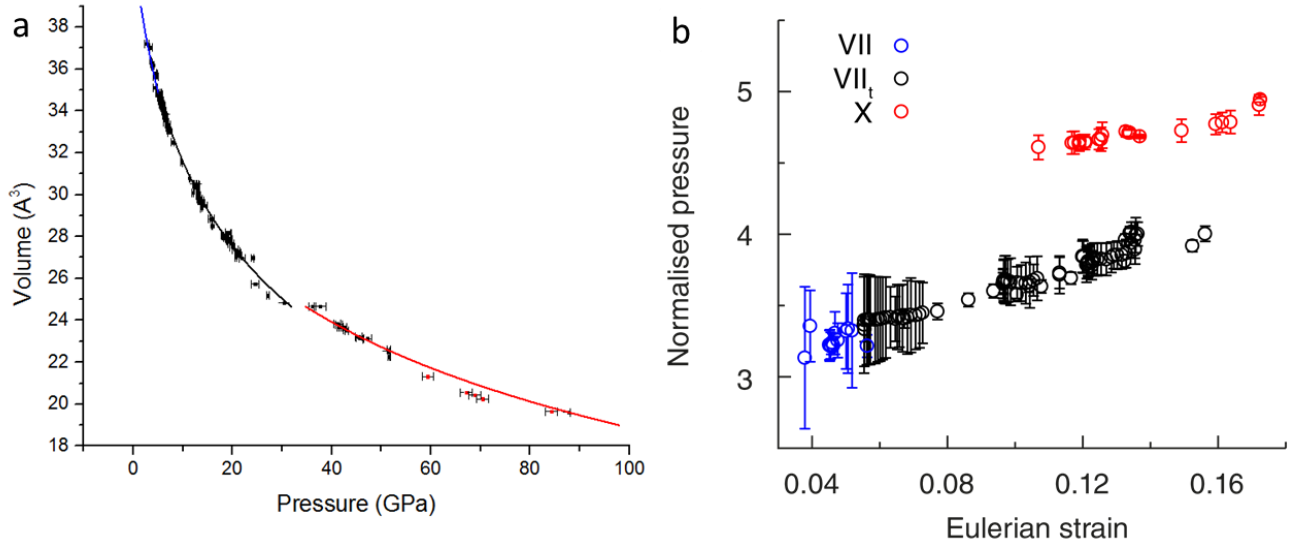 a
38
36
34
32
30
28
26
24
22
20
18
0 20 40 60 80 100
Volume (A³)
Pressure (GPa)
b
VII
VIIₜ
X
5
4
3
0.04 0.08 0.12 0.16
Normalised pressure
Eulerian strain